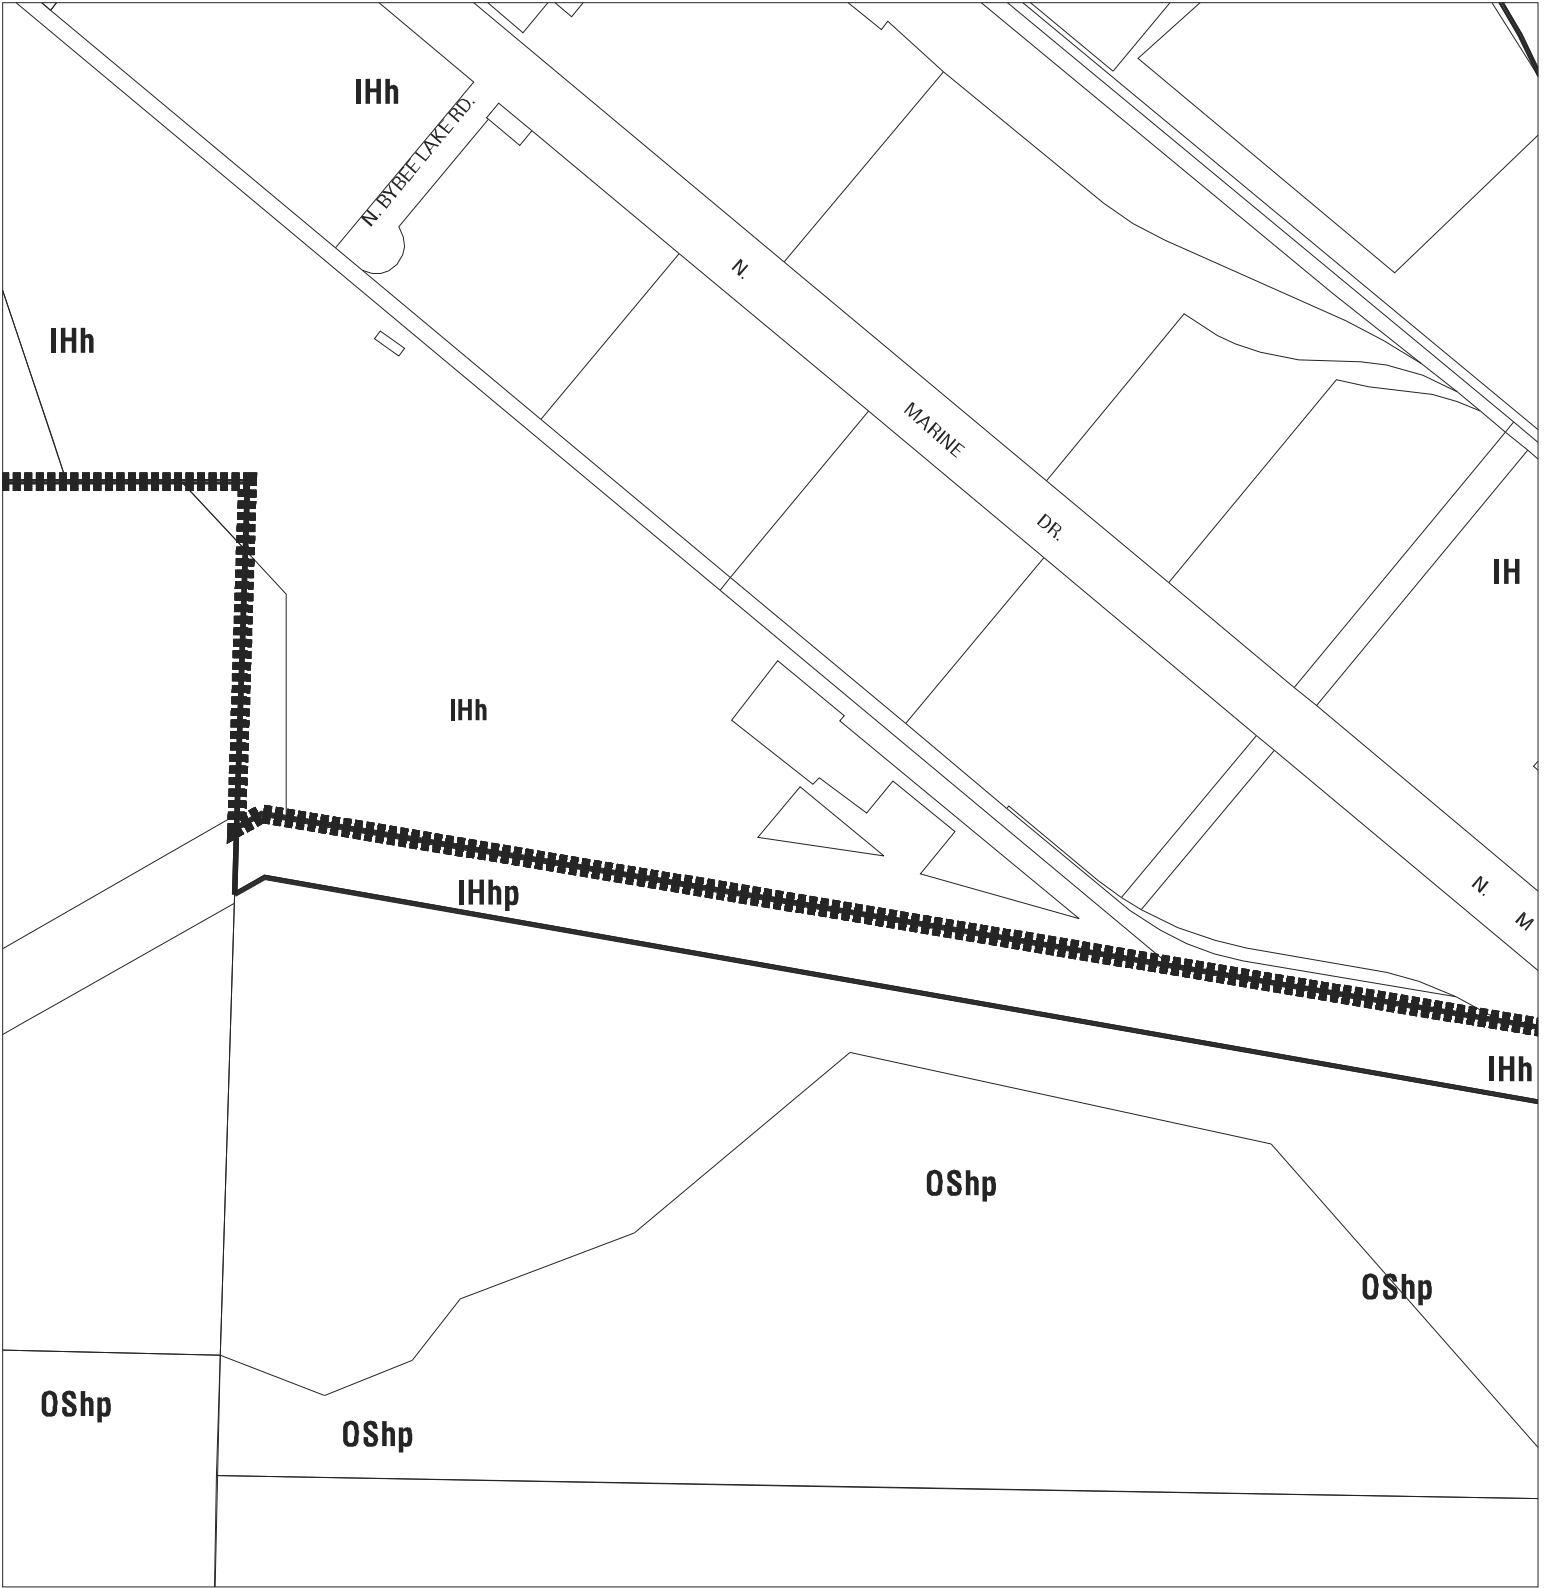 IHh
N. BYBEE LAKE RD.
N.
IHh
MARINE
DR.
IH
IHh
N.
IHhp
M
IHh
OShp
OShp
OShp
OShp